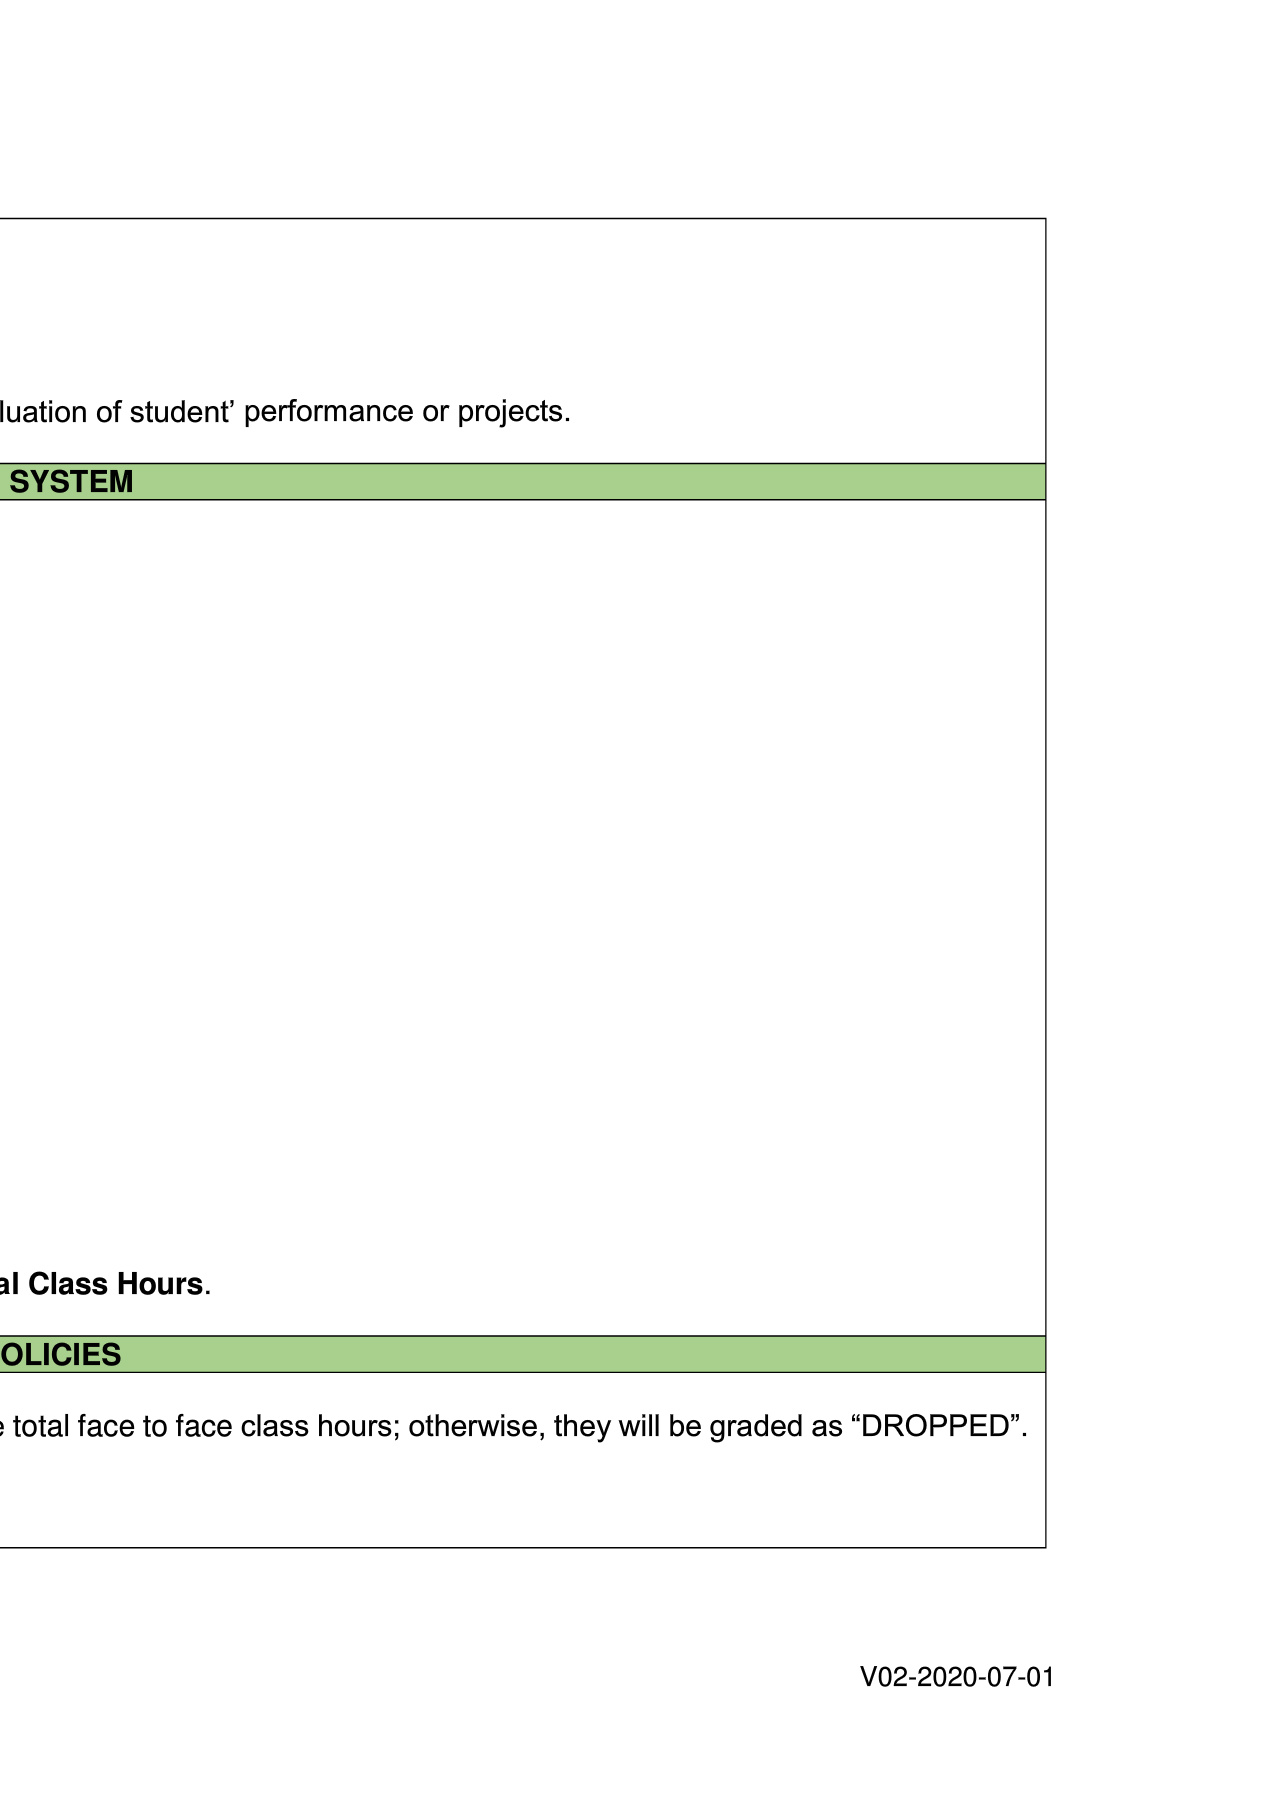 luation of student’ performance or projects.
SYSTEM
al Class Hours.
OLICIES
e total face to face class hours; otherwise, they will be graded as “DROPPED”.
V02-2020-07-01